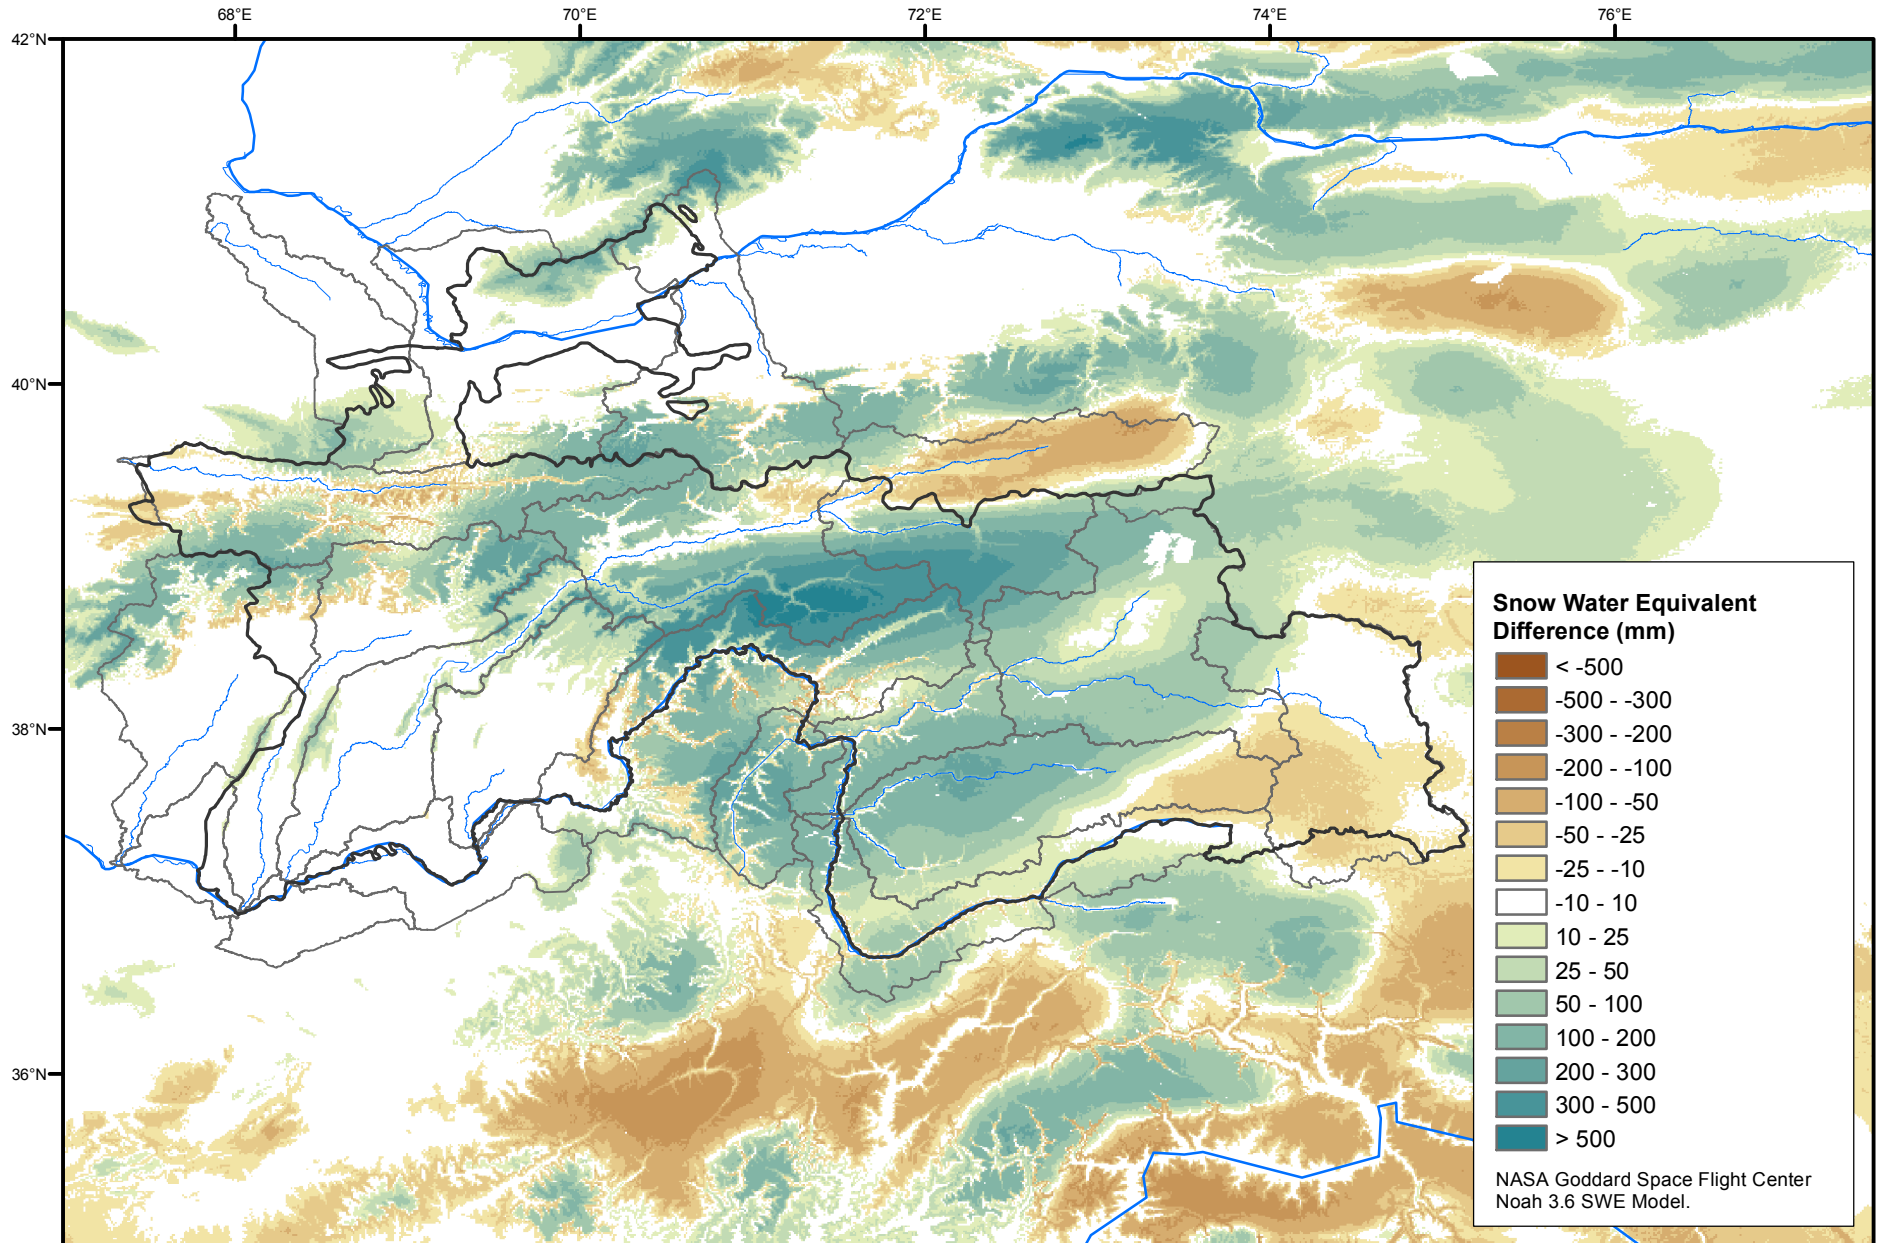 68°E 70°E 72°E 74°E 76°E
42°N
40°N
38°N
36°N
Snow Water Equivalent
Difference (mm)
< -500
-500 - -300
-300 - -200
-200 - -100
-100 - -50
-50 - -25
-25 - -10
-10 - 10
10 - 25
25 - 50
50 - 100
100 - 200
200 - 300
300 - 500
> 500
NASA Goddard Space Flight Center
Noah 3.6 SWE Model.